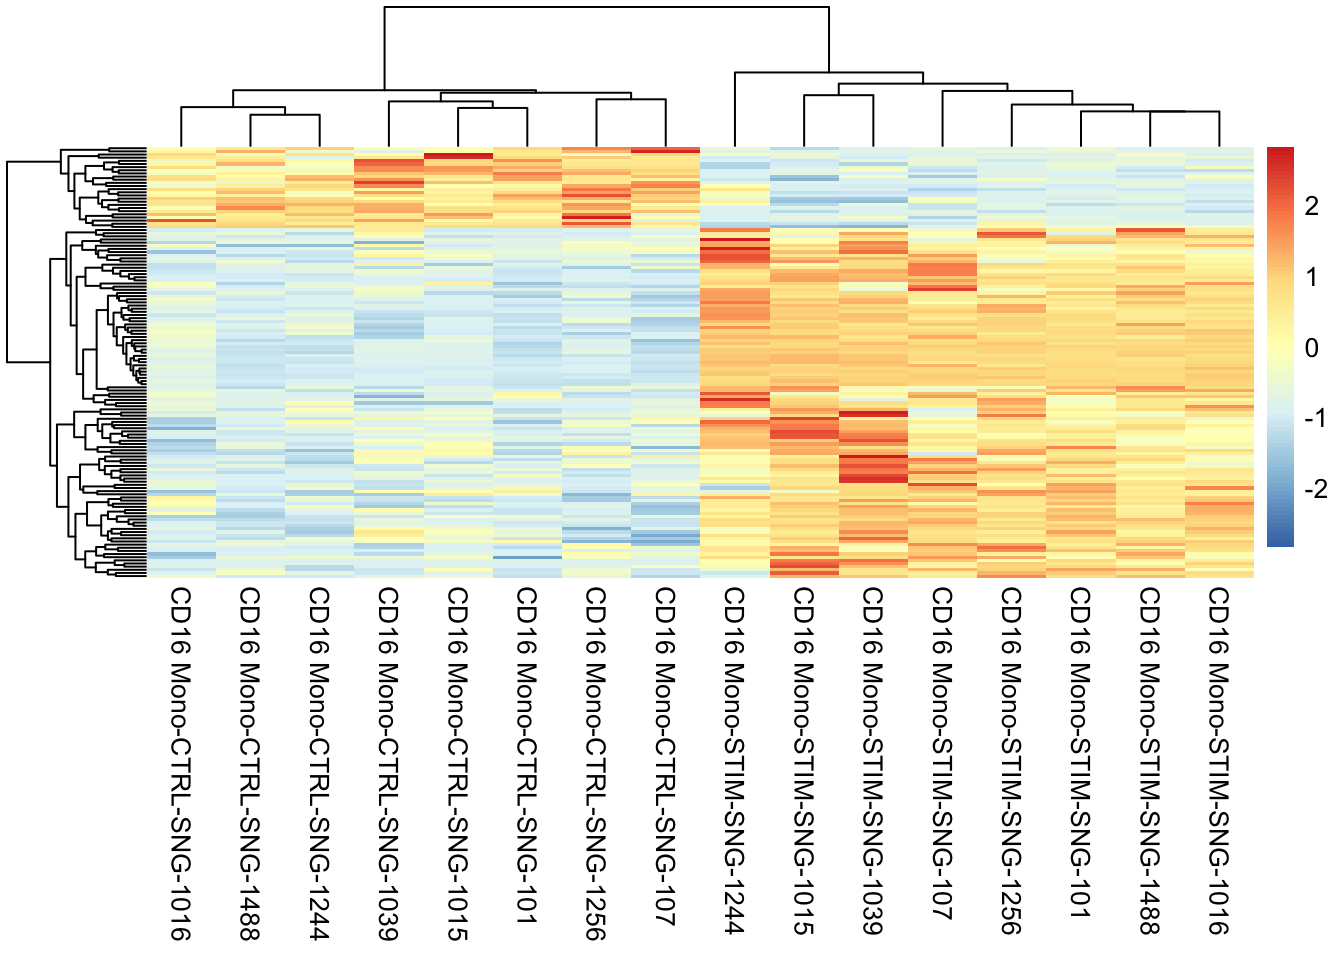 2
1
0
-1
-2
CD16 Mono-CTRL-SNG-1016
CD16 Mono-CTRL-SNG-1488
CD16 Mono-CTRL-SNG-1244
CD16 Mono-CTRL-SNG-1039
CD16 Mono-CTRL-SNG-1015
CD16 Mono-CTRL-SNG-101
CD16 Mono-CTRL-SNG-1256
CD16 Mono-CTRL-SNG-107
CD16 Mono-STIM-SNG-1244
CD16 Mono-STIM-SNG-1015
CD16 Mono-STIM-SNG-1039
CD16 Mono-STIM-SNG-107
CD16 Mono-STIM-SNG-1256
CD16 Mono-STIM-SNG-101
CD16 Mono-STIM-SNG-1488
CD16 Mono-STIM-SNG-1016